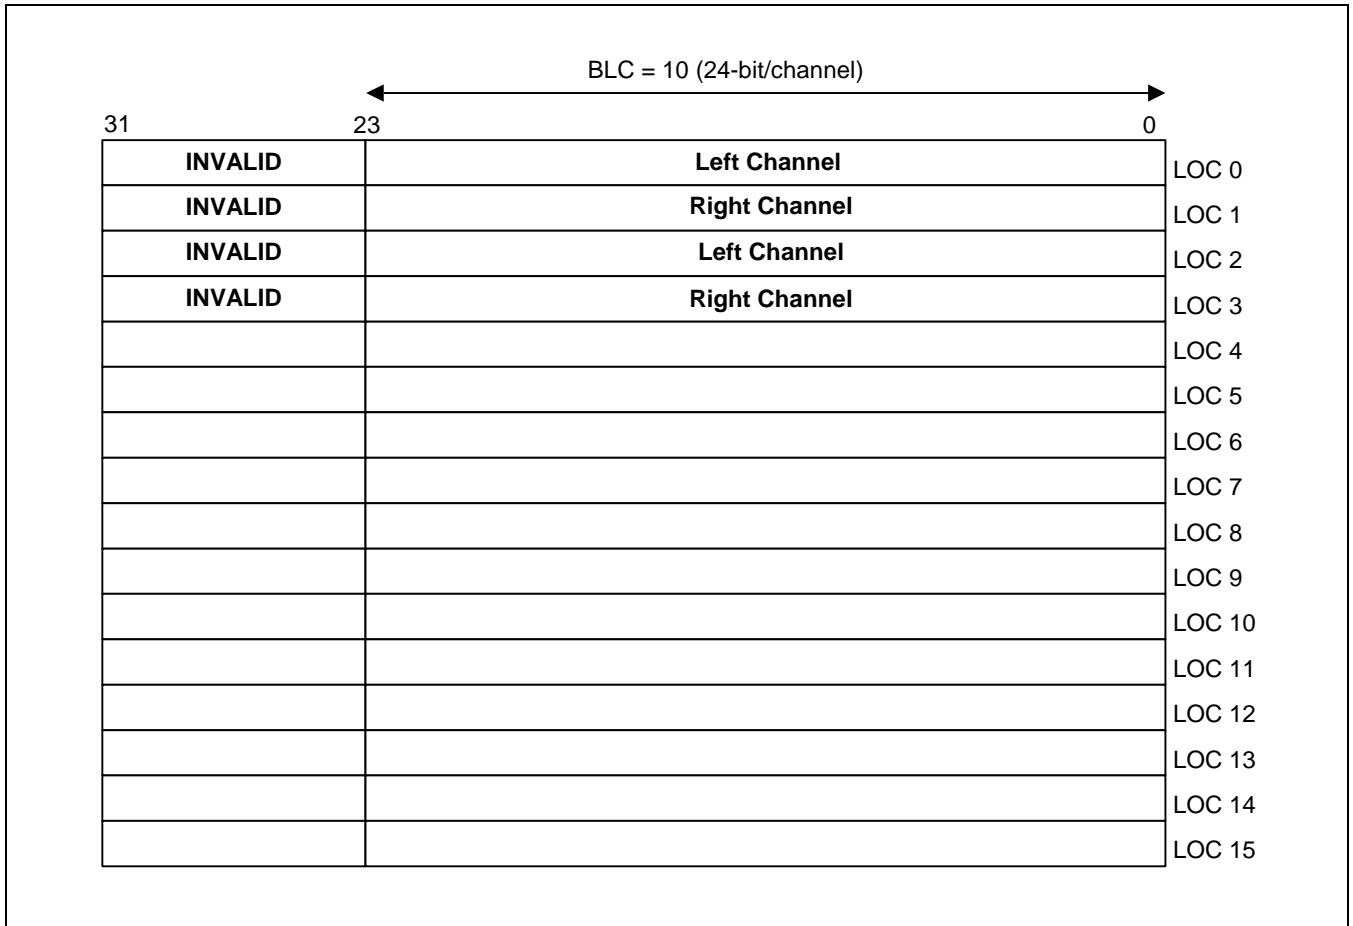 BLC = 10 (24-bit/channel)
31 23 0
INVALID Left Channel LOC 0
INVALID Right Channel LOC 1
INVALID Left Channel LOC 2
INVALID Right Channel LOC 3
LOC 4
LOC 5
LOC 6
LOC 7
LOC 8
LOC 9
LOC 10
LOC 11
LOC 12
LOC 13
LOC 14
LOC 15